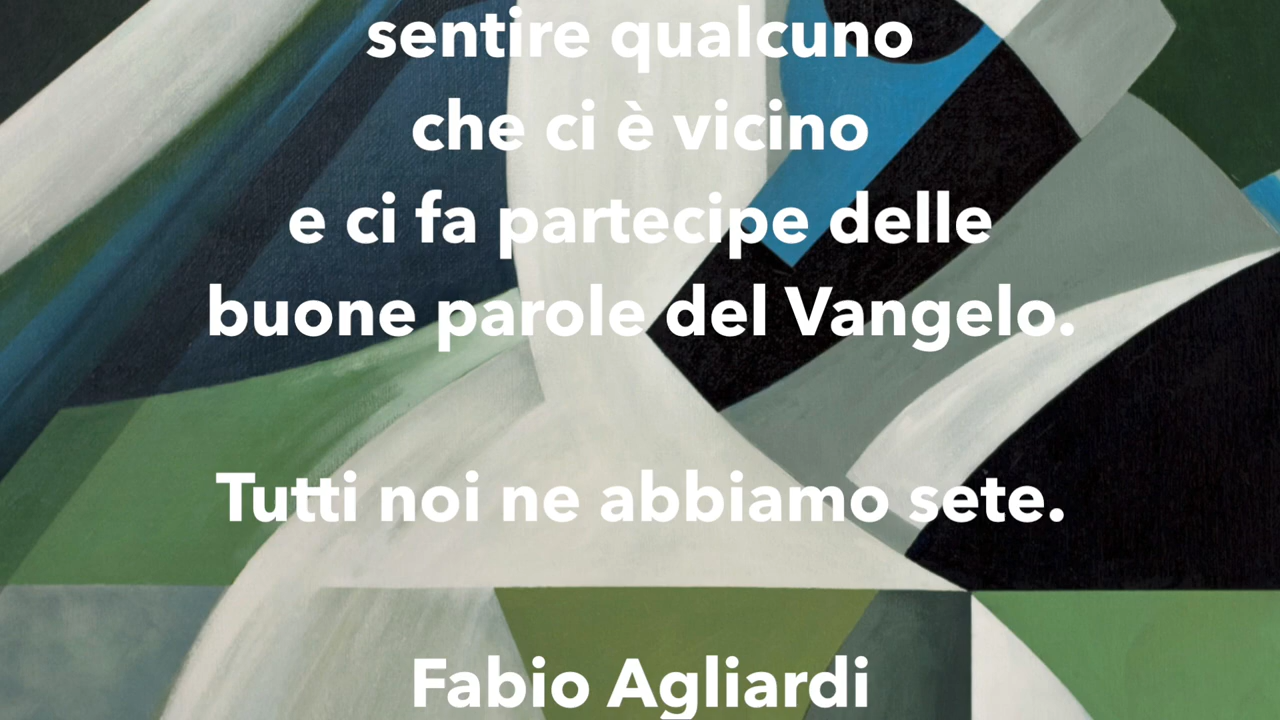 sentire qualcuno
che ci è vicino
e ci fa partecipe delle
buone parole del Vangelo.
Tutti noi ne abbiamo sete.
Fabio Agliardi